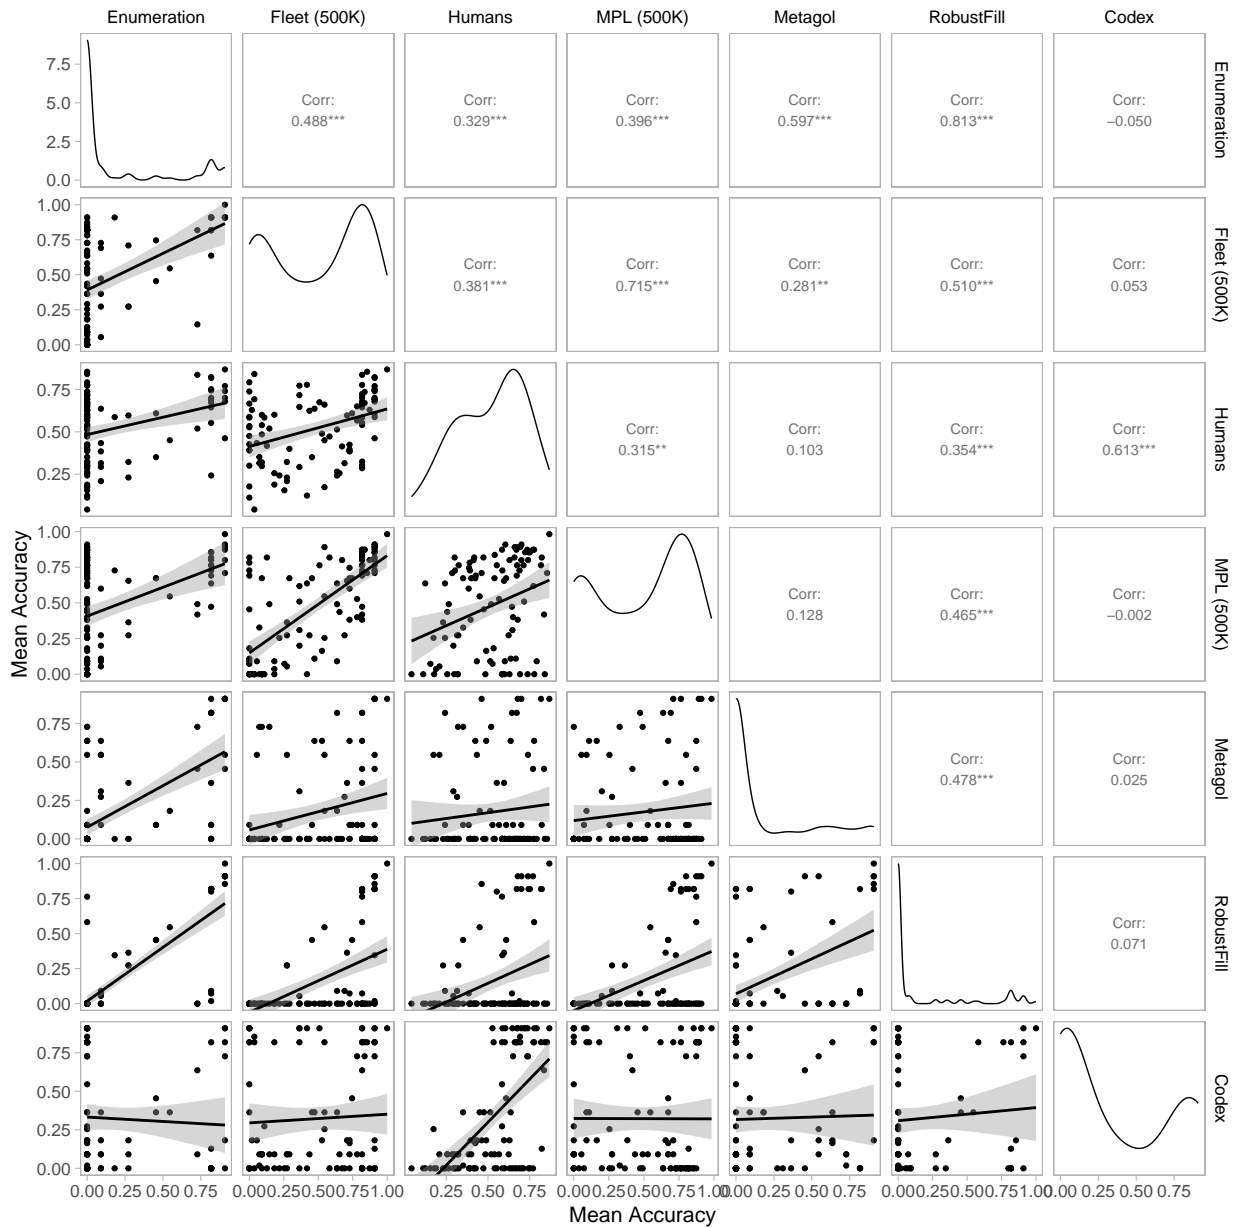 Enumeration Fleet (500K) Humans MPL (500K) Metagol RobustFill Codex
7.5
5.0
2.5
0.0
Corr:
0.488***
Corr:
0.329***
Corr:
0.396***
Corr:
0.597***
Corr:
0.813***
Corr:
−0.050
Enumeration
1.00
0.75
0.50
0.25
0.00
Corr:
0.381***
Corr:
0.715***
Corr:
0.281**
Corr:
0.510***
Corr:
0.053
Fleet (500K)
0.75
0.50
0.25
Corr:
0.315**
Corr:
0.103
Corr:
0.354***
Corr:
0.613***
Humans
Mean Accuracy
1.00
0.75
0.50
0.25
0.00
Corr:
0.128
Corr:
0.465***
Corr:
−0.002
MPL (500K)
0.75
0.50
0.25
0.00
Corr:
0.478***
Corr:
0.025
Metagol
1.00
0.75
0.50
0.25
0.00
Corr:
0.071
RobustFill
0.75
0.50
0.25
0.00
Codex
0.00 0.25 0.50 0.75 0.00 0.25 0.50 0.75 1.00 0.25 0.50 0.75 0.00 0.25 0.50 0.75 1.00 0.00 0.25 0.50 0.75 0.00 0.25 0.50 0.75 1.00 0.00 0.25 0.50 0.75
Mean Accuracy